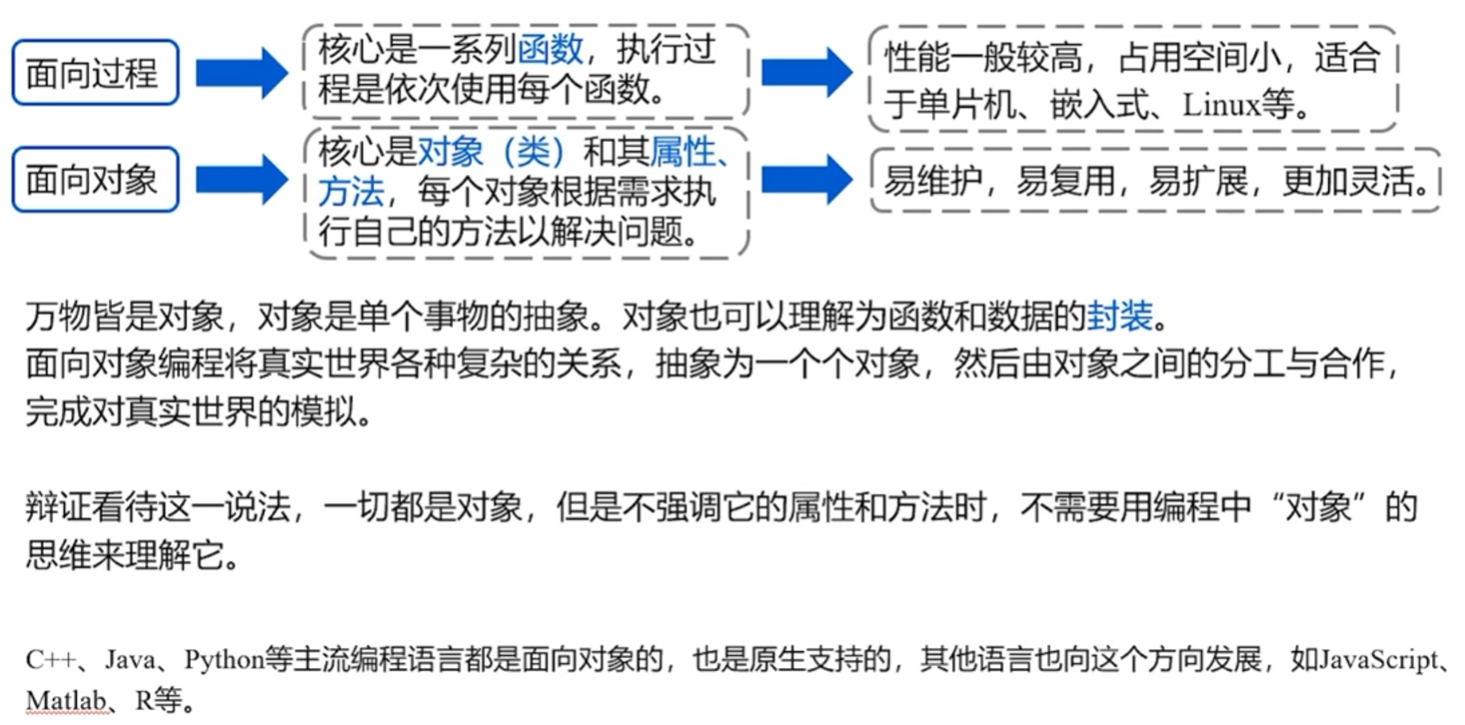 面向过程
核心是一系列函数，执行过
程是依次使用每个函数。
性能一般较高，占用空间小，适合
于单片机、嵌入式、Linux等。
面向对象
核心是对象（类）和其属性、
方法，每个对象根据需求执
行自己的方法以解决问题。
易维护，易复用，易扩展，更加灵活。
万物皆是对象，对象是单个事物的抽象。对象也可以理解为函数和数据的封装。
面向对象编程将真实世界各种复杂的关系，抽象为一个个对象，然后由对象之间的分工与合作，
完成对真实世界的模拟。
辩证看待这一说法，一切都是对象，但是不强调它的属性和方法时，不需要用编程中“对象”的
思维来理解它。
C++、Java、Python等主流编程语言都是面向对象的，也是原生支持的，其他语言也向这个方向发展，如JavaScript、
Matlab、R等。